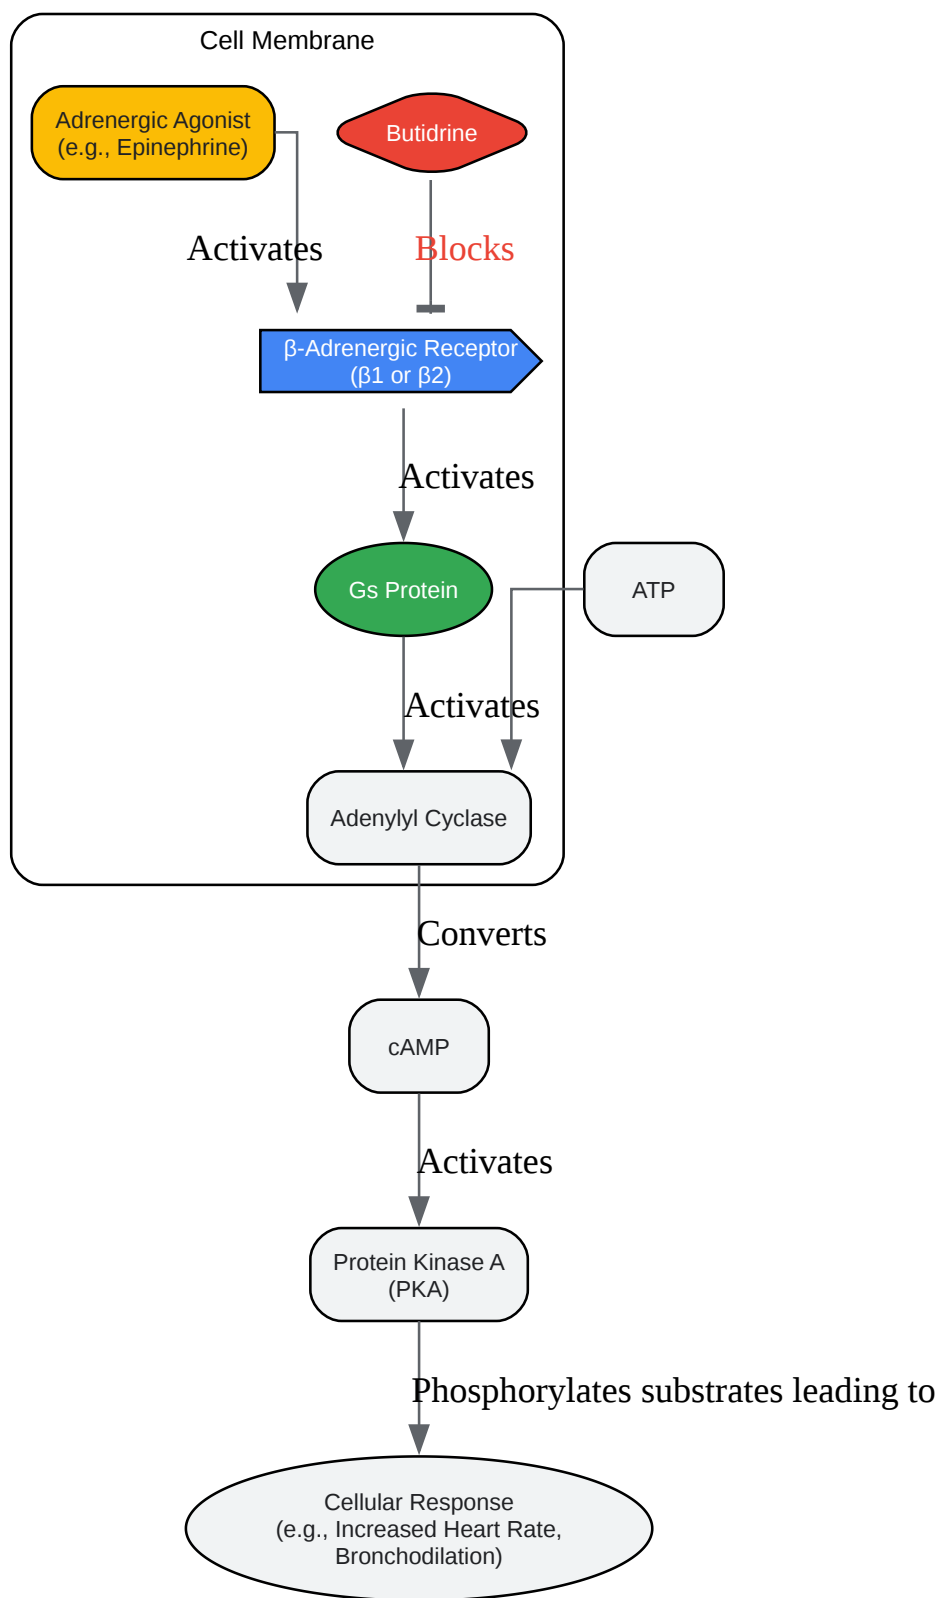 Cell Membrane
Adrenergic Agonist
(e.g., Epinephrine)
Butidrine
Activates
Blocks
β-Adrenergic Receptor
(β1 or β2)
Activates
Gs Protein
ATP
Activates
Adenylyl Cyclase
Converts
cAMP
Activates
Protein Kinase A
(PKA)
Phosphorylates substrates leading to
Cellular Response
(e.g., Increased Heart Rate,
Bronchodilation)